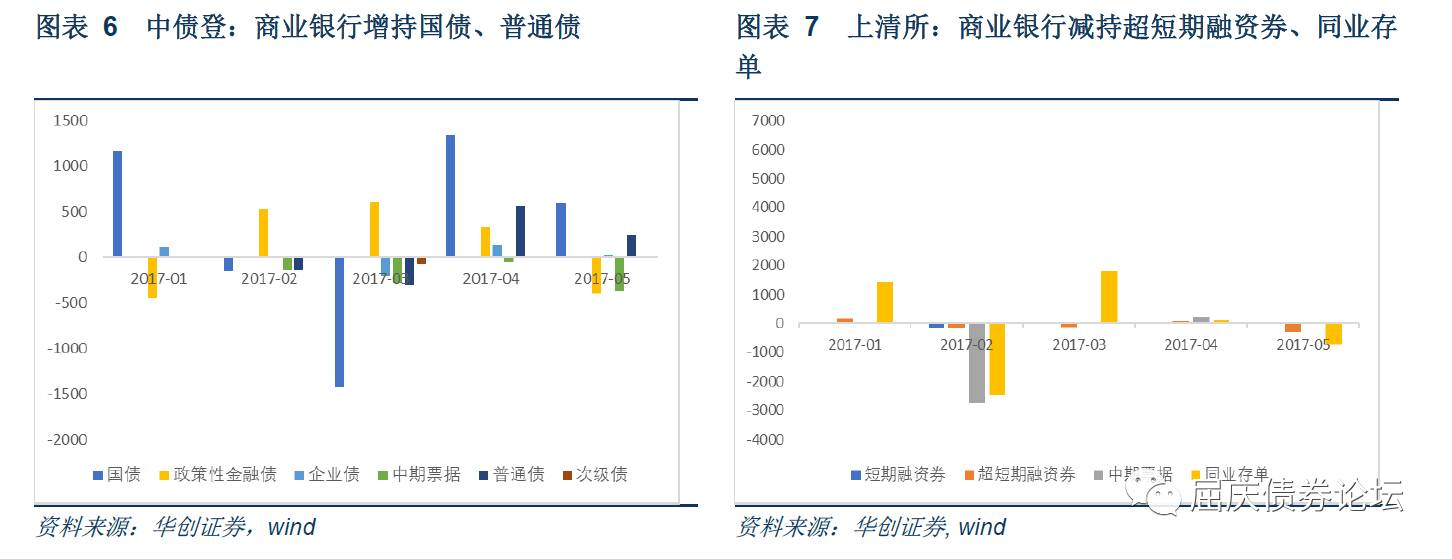 图表 6 中债登：商业银行增持国债、普通债
1500
1000
500
0
-500
-1000
-1500
-2000
2017-01
2017-02
2017-03
2017-04
2017-05
国债
政策性金融债
企业债
中期票据
普通债
次级债
资料来源：华创证券，wind
图表 7 上清所：商业银行减持超短期融资券、同业存
单
7000
6000
5000
4000
3000
2000
1000
0
-1000
-2000
-3000
-4000
2017-01
2017-02
2017-03
2017-04
2017-05
短期融资券
超短期融资券
中期票据
同业存单
屈庆债券论坛
资料来源：华创证券, wind